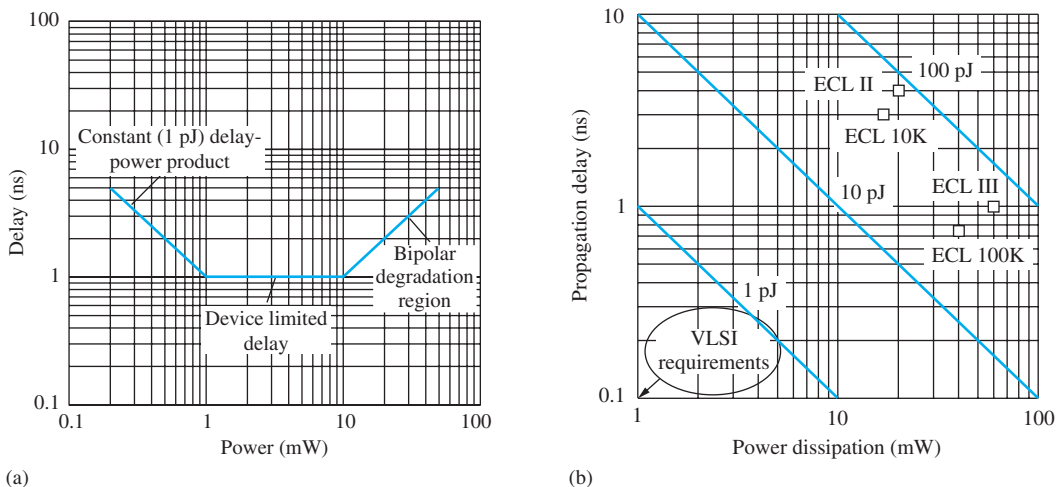 100
10
1
0.1
Delay (ns)
Constant (1 pJ) delay-
power product
Device limited
delay
Bipolar
degradation
region
0.1
1
10
100
Power (mW)
(a)
10
1
0.1
Propagation delay (ns)
100 pJ
ECL II
ECL 10K
10 pJ
ECL III
ECL 100K
1 pJ
VLSI
requirements
1
10
100
Power dissipation (mW)
(b)